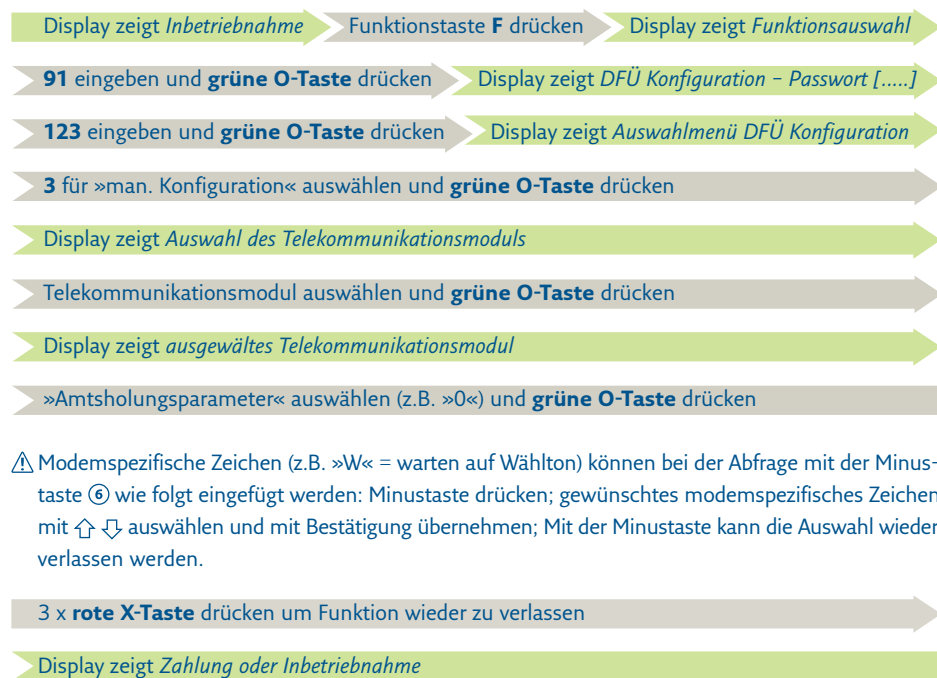 Display zeigt Inbetriebnahme Funktionstaste F drücken Display zeigt Funktionsauswahl
91 eingeben und grüne O-Taste drücken Display zeigt DFÜ Konfiguration – Passwort [.....]
123 eingeben und grüne O-Taste drücken Display zeigt Auswahlmenü DFÜ Konfiguration
3 für »man. Konfiguration« auswählen und grüne O-Taste drücken
Display zeigt Auswahl des Telekommunikationsmoduls
Telekommunikationsmodul auswählen und grüne O-Taste drücken
Display zeigt ausgewältes Telekommunikationsmodul
»Amtsholungsparameter« auswählen (z.B. »0«) und grüne O-Taste drücken
⚠ Modemspezifische Zeichen (z.B. »W« = warten auf Wählton) können bei der Abfrage mit der Minus-
taste ⑥ wie folgt eingefügt werden: Minustaste drücken; gewünschtes modemspezifisches Zeichen
mit ⇧ ⇩ auswählen und mit Bestätigung übernehmen; Mit der Minustaste kann die Auswahl wieder
verlassen werden.
3 x rote X-Taste drücken um Funktion wieder zu verlassen
Display zeigt Zahlung oder Inbetriebnahme